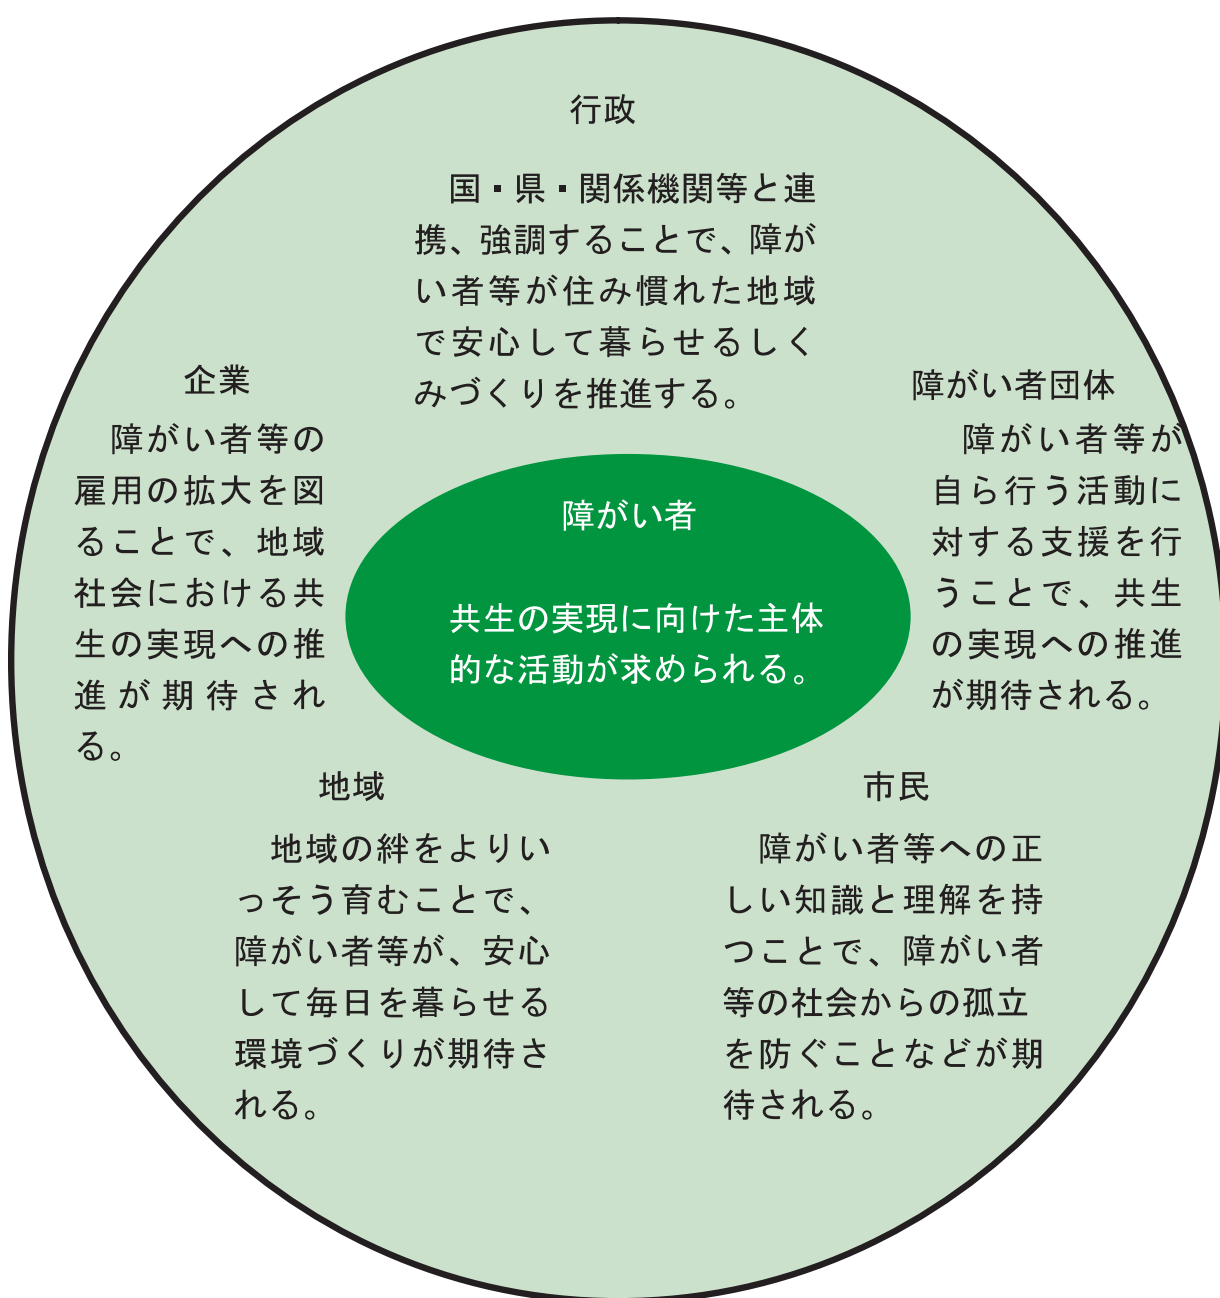 行政
国・県・関係機関等と連
携、強調することで、障が
い者等が住み慣れた地域
で安心して暮らせるしく
みづくりを推進する。
企業
障がい者等の
雇用の拡大を図
ることで、地域
社会における共
生の実現への推
進が期待され
る。
障がい者団体
障がい者等が
自ら行う活動に
対する支援を行
うことで、共生
の実現への推進
が期待される。
障がい者
共生の実現に向けた主体
的な活動が求められる。
地域
地域の絆をよりい
っそう育むことで、
障がい者等が、安心
して毎日を暮らせる
環境づくりが期待さ
れる。
市民
障がい者等への正
しい知識と理解を持
つことで、障がい者
等の社会からの孤立
を防ぐことなどが期
待される。